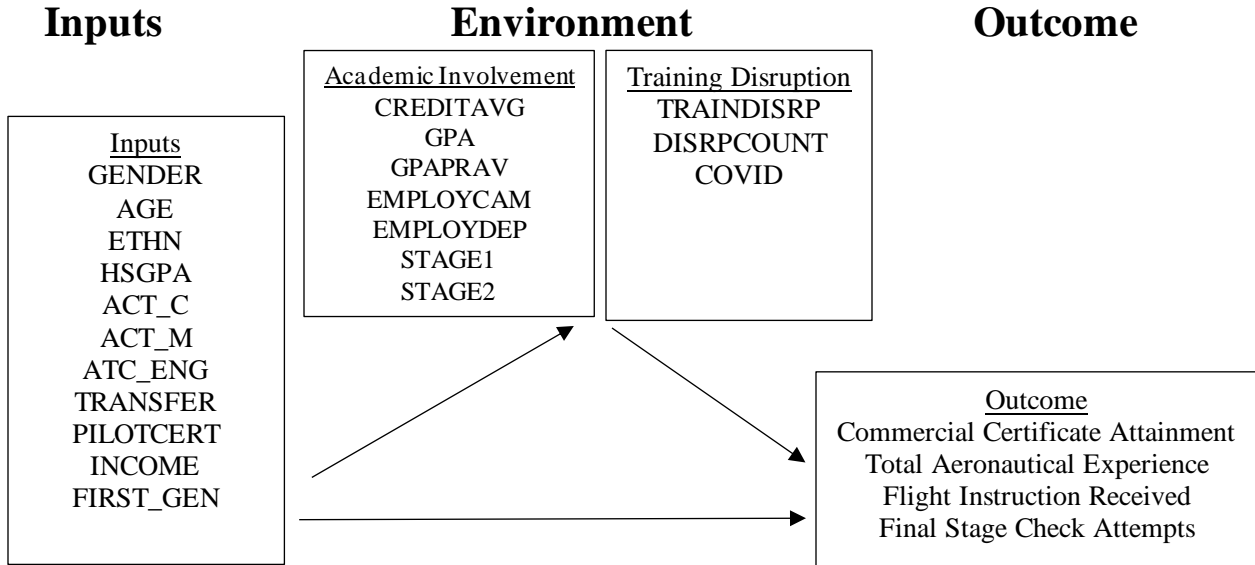 Inputs
Environment
Outcome
Inputs
GENDER
AGE
ETHN
HSGPA
ACT_C
ACT_M
ATC_ENG
TRANSFER
PILOTCERT
INCOME
FIRST_GEN
Academic Involvement
CREDITAVG
GPA
GPAPRAV
EMPLOYCAM
EMPLOYDEP
STAGE1
STAGE2
Training Disruption
TRAINDISRP
DISRPCOUNT
COVID
Outcome
Commercial Certificate Attainment
Total Aeronautical Experience
Flight Instruction Received
Final Stage Check Attempts